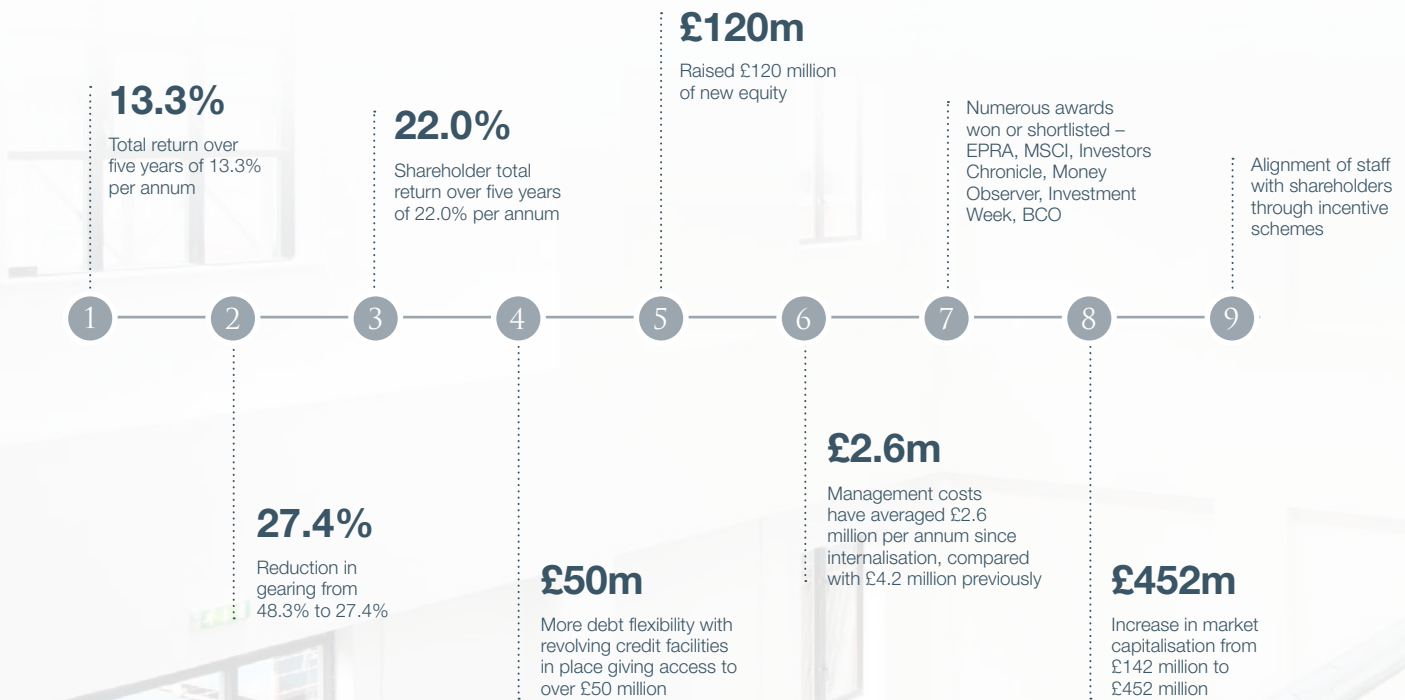 13.3%
Total return over
five years of 13.3%
per annum
22.0%
Shareholder total
return over five years
of 22.0% per annum
£120m
Raised £120 million
of new equity
Numerous awards
won or shortlisted –
EPRA, MSCI, Investors
Chronicle, Money
Observer, Investment
Week, BCO
Alignment of staff
with shareholders
through incentive
schemes
1
2
3
4
5
6
7
8
9
27.4%
Reduction in
gearing from
48.3% to 27.4%
£50m
More debt flexibility with
revolving credit facilities
in place giving access to
over £50 million
£2.6m
Management costs
have averaged £2.6
million per annum since
internalisation, compared
with £4.2 million previously
£452m
Increase in market
capitalisation from
£142 million to
£452 million